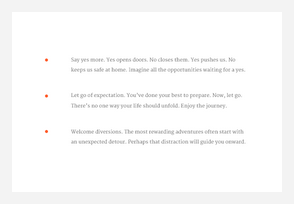 Say yes more. Yes opens doors. No closes them. Yes pushes us. No
keeps us safe at home. imagine all the opportunities waiting for a yes.
Let go of expectation. You've done your best to prepare. Now, let go.
There's no one way your life should unfold. Enjoy the journey.
Welcome diversions. The most rewarding adventures often start with
an unexpected detour. Perhaps that distraction will guide you onward.